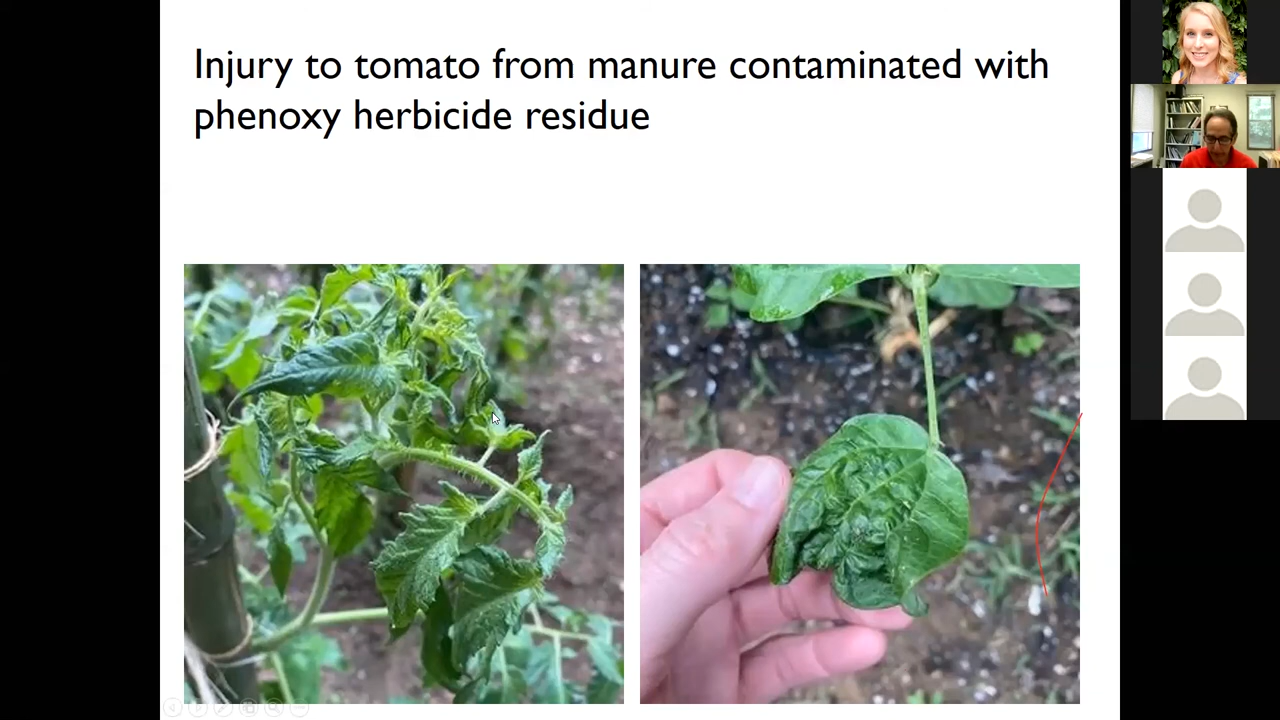 Injury to tomato from manure contaminated with
phenoxy herbicide residue